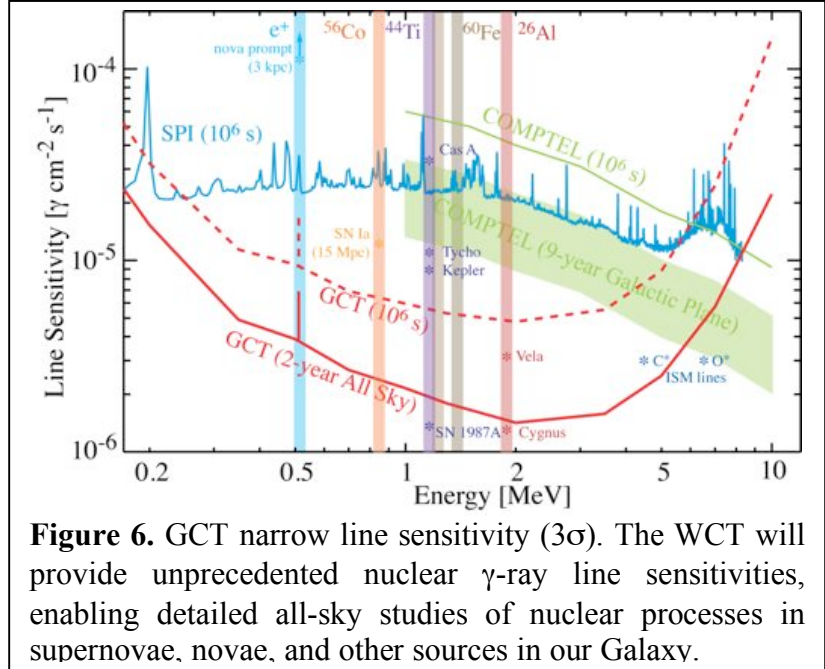 e⁺ ⁵⁶Co ⁴⁴Ti ⁶⁰Fe ²⁶Al
nova prompt
(3 kpc)
10⁻⁴
SPI (10⁶ s)
COMPTEL (10⁶ s)
Cas A
COMPTEL (9-year Galactic Plane)
Line Sensitivity [γ cm⁻² s⁻¹]
10⁻⁵
SN Ia
(15 Mpc)
Tycho
Kepler
GCT (10⁶ s)
GCT (2-year All Sky)
Vela
C*
O*
ISM lines
SN 1987A
Cygnus
10⁻⁶
0.2 0.5 1 2 5 10
Energy [MeV]
Figure 6. GCT narrow line sensitivity (3σ). The WCT will
provide unprecedented nuclear γ-ray line sensitivities,
enabling detailed all-sky studies of nuclear processes in
supernovae, novae, and other sources in our Galaxy.